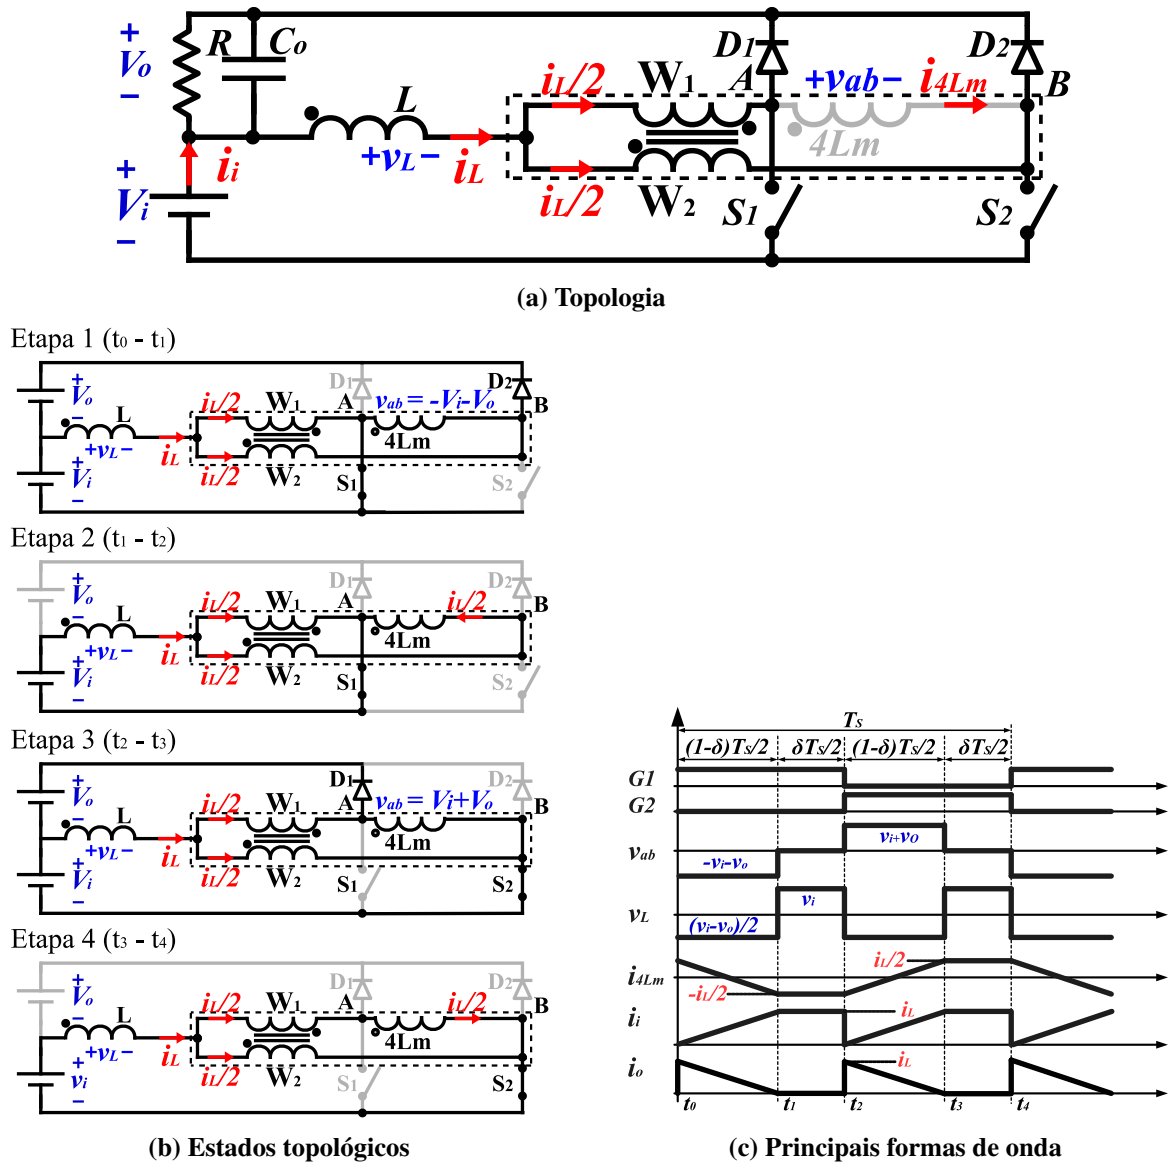 +
Vo
−
R
Co
L
+vL−
iL
ii
+
Vi
−
iL/2
W1
iL/2
W2
D1
A
+vab−
i4Lm
4Lm
D2
B
S1
S2
(a) Topologia
Etapa 1 (t0 - t1)
+
Vo
−
L
+vL−
iL
+
Vi
−
iL/2
W1
iL/2
W2
D1
A
vab = -Vi-Vo
4Lm
D2
B
S1
S2
Etapa 2 (t1 - t2)
+
Vo
−
L
+vL−
iL
+
Vi
−
iL/2
W1
iL/2
W2
D1
A
iL/2
4Lm
D2
B
S1
S2
Etapa 3 (t2 - t3)
+
Vo
−
L
+vL−
iL
+
Vi
−
iL/2
W1
iL/2
W2
D1
A
vab = Vi+Vo
4Lm
D2
B
S1
S2
Etapa 4 (t3 - t4)
+
Vo
−
L
+vL−
iL
+
vi
−
iL/2
W1
iL/2
W2
D1
A
iL/2
4Lm
D2
B
S1
S2
(b) Estados topológicos
Ts
(1-δ)Ts/2 δTs/2 (1-δ)Ts/2 δTs/2
G1
G2
vab
-vi-vo
vi+vo
vL
(vi-vo)/2
vi
i4Lm
-iL/2
iL/2
ii
iL
io
iL
t0 t1 t2 t3 t4
(c) Principais formas de onda